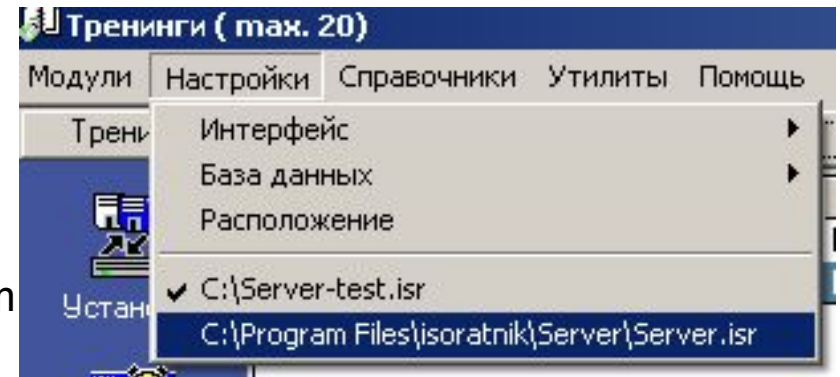 Тренинги ( max. 20)
Модули Настройки Справочники Утилиты Помощь
Трени
Интерфейс
База данных
Расположение
C:\Server-test.isr
C:\Program Files\isoratnik\Server\Server.isr